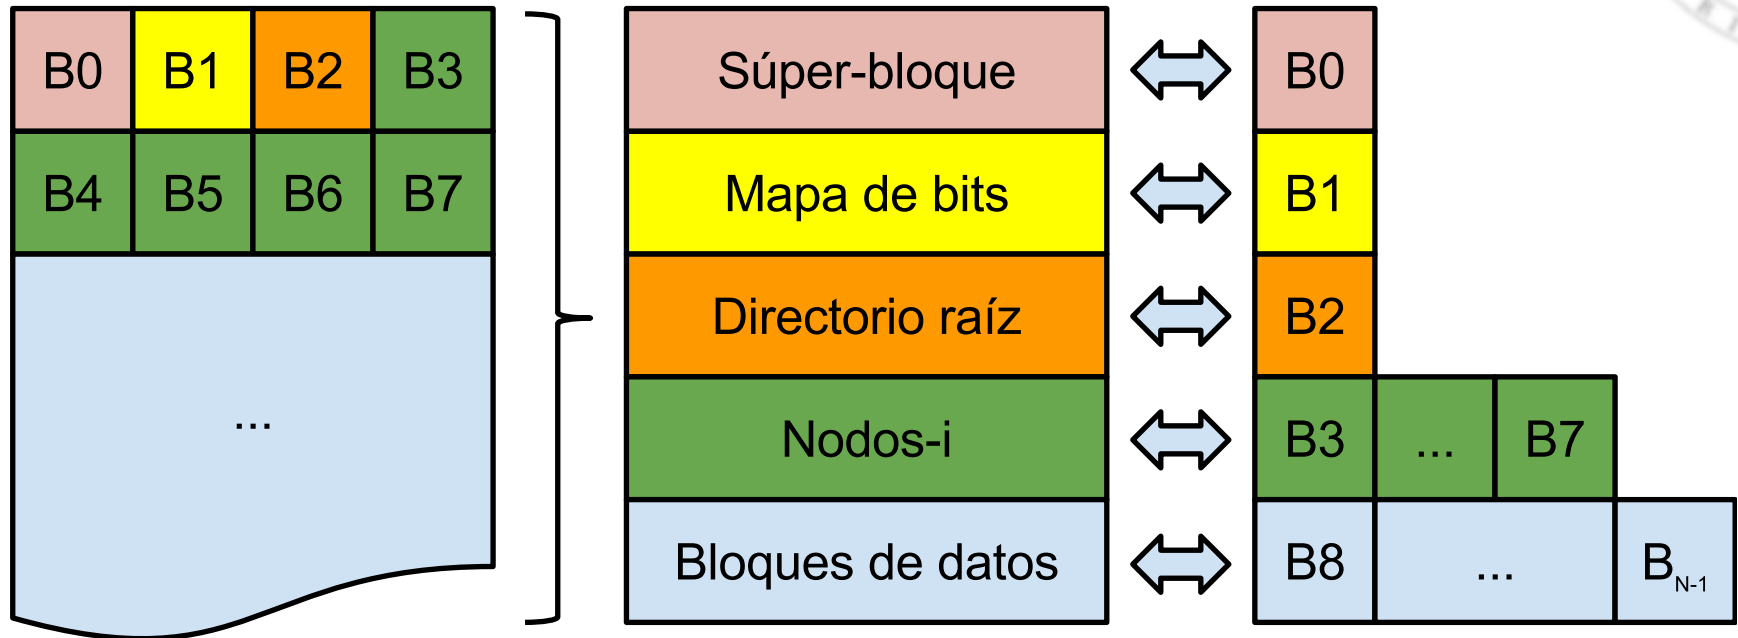 B0 B1 B2 B3
B4 B5 B6 B7
...
Súper-bloque B0
Mapa de bits B1
Directorio raíz B2
Nodos-i B3 ... B7
Bloques de datos B8 ... B N-1